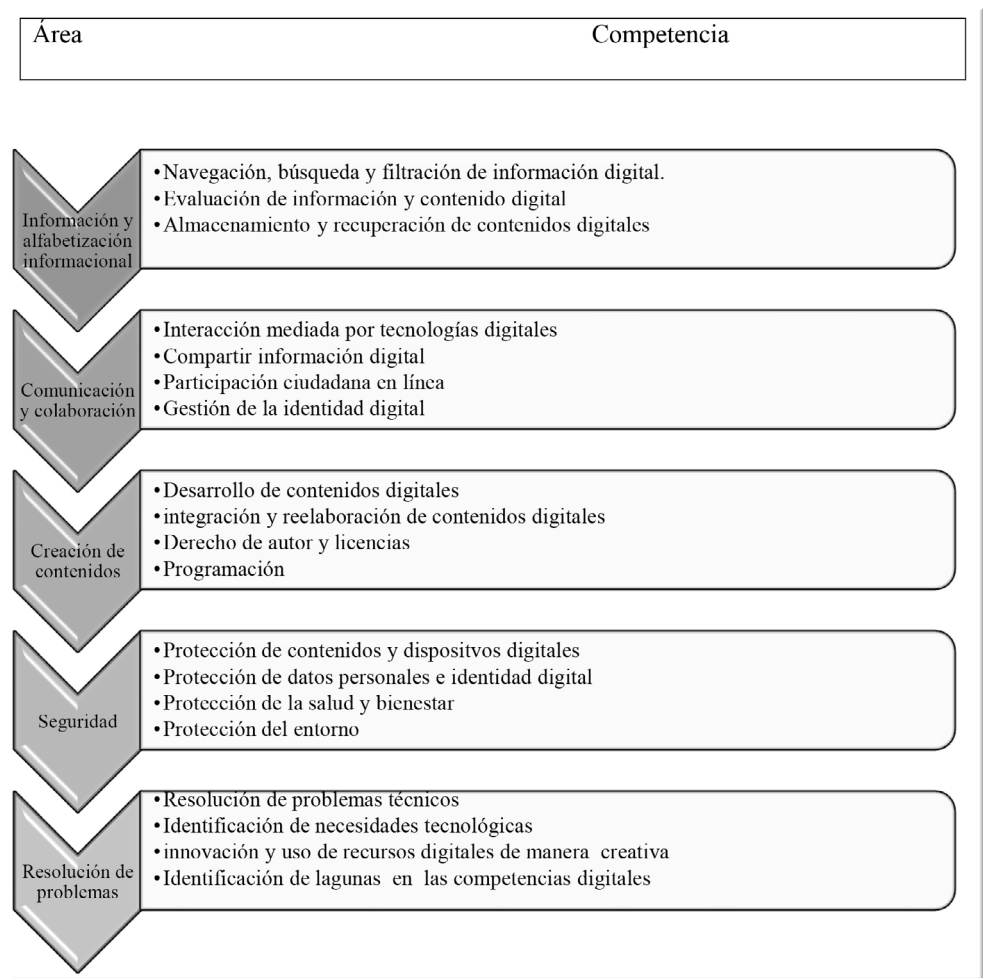 Área Competencia
Información y
alfabetización
informacional
•Navegación, búsqueda y filtración de información digital.
•Evaluación de información y contenido digital
•Almacenamiento y recuperación de contenidos digitales
Comunicación
y colaboración
•Interacción mediada por tecnologías digitales
•Compartir información digital
•Participación ciudadana en línea
•Gestión de la identidad digital
Creación de
contenidos
•Desarrollo de contenidos digitales
•integración y reelaboración de contenidos digitales
•Derecho de autor y licencias
•Programación
Seguridad
•Protección de contenidos y dispositvos digitales
•Protección de datos personales e identidad digital
•Protección de la salud y bienestar
•Protección del entorno
Resolución de
problemas
•Resolución de problemas técnicos
•Identificación de necesidades tecnológicas
•innovación y uso de recursos digitales de manera creativa
•Identificación de lagunas en las competencias digitales